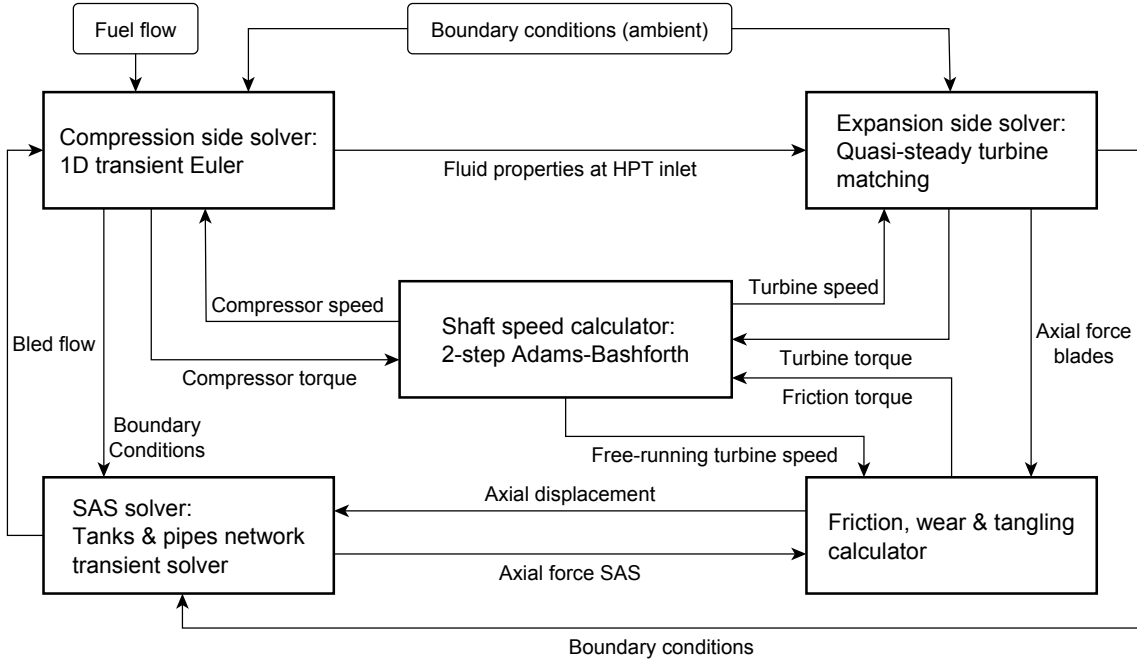 Fuel flow
Boundary conditions (ambient)
Compression side solver:
1D transient Euler
Expansion side solver:
Quasi-steady turbine
matching
Fluid properties at HPT inlet
Compressor speed
Turbine speed
Shaft speed calculator:
2-step Adams-Bashforth
Bled flow
Compressor torque
Turbine torque
Friction torque
Axial force
blades
Boundary
Conditions
Free-running turbine speed
SAS solver:
Tanks & pipes network
transient solver
Axial displacement
Axial force SAS
Friction, wear & tangling
calculator
Boundary conditions